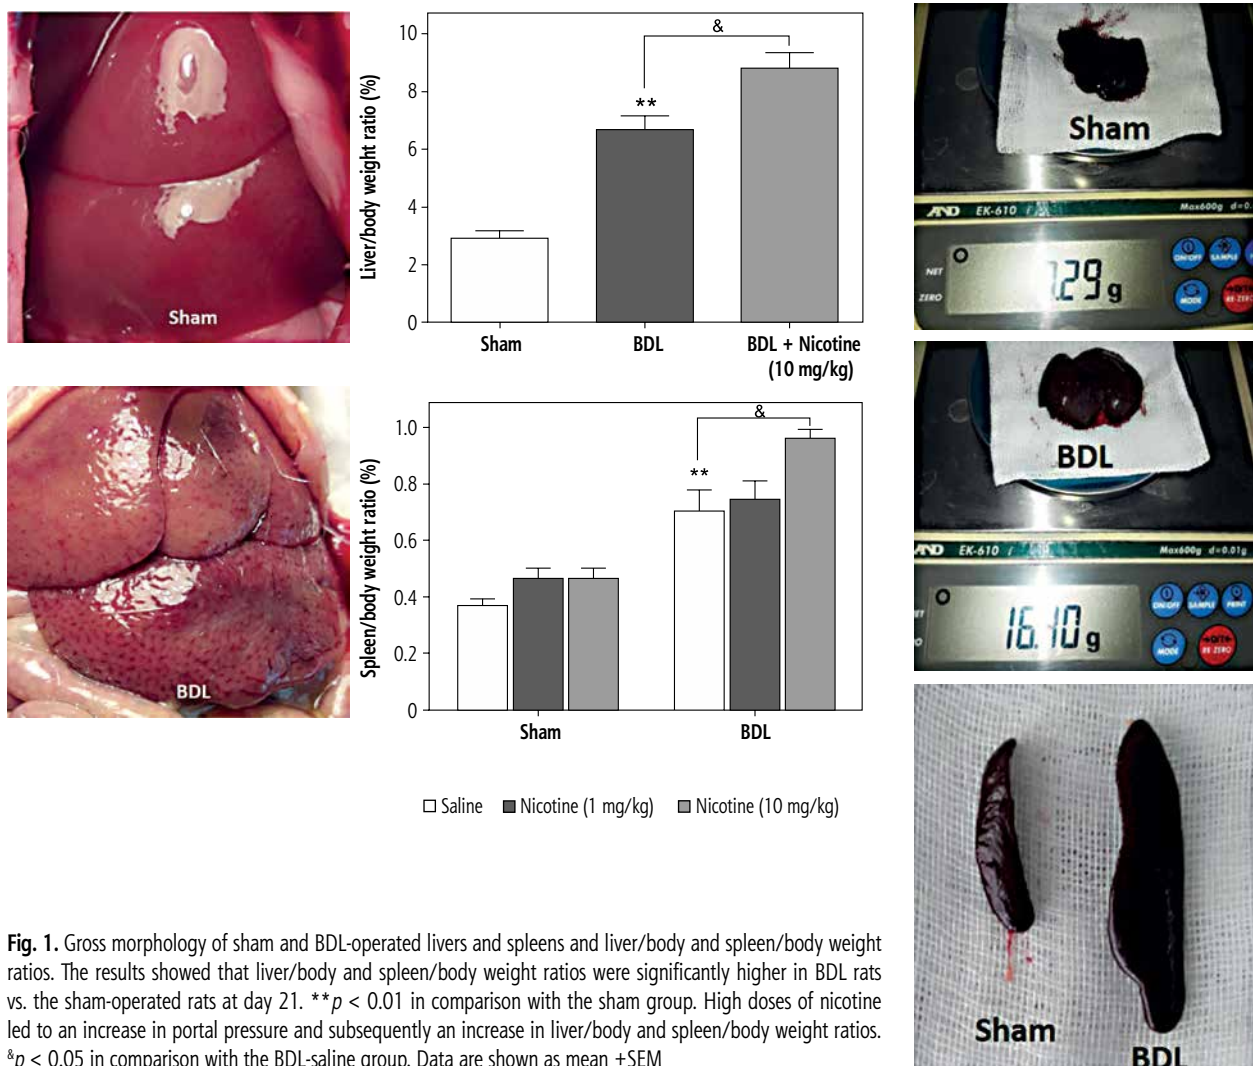 Sham
BDL
Liver/body weight ratio (%)
10
8
6
4
2
0
**
&
Sham
BDL
BDL + Nicotine
(10 mg/kg)
Spleen/body weight ratio (%)
1.0
0.8
0.6
0.4
0.2
0
**
&
Sham
BDL
Saline
Nicotine (1 mg/kg)
Nicotine (10 mg/kg)
Sham
AND EK-610 i Max600g d=0.
NET
ZERO
.29 g
ON/OFF
SAMPLE
MODE
RE-ZERO
BDL
AND EK-610 i Max600g d=0.01g
16.10 g
ON/OFF
SAMPLE
PRINT
MODE
RE-ZERO
Sham
BDL
Fig. 1. Gross morphology of sham and BDL-operated livers and spleens and liver/body and spleen/body weight
ratios. The results showed that liver/body and spleen/body weight ratios were significantly higher in BDL rats
vs. the sham-operated rats at day 21. **p < 0.01 in comparison with the sham group. High doses of nicotine
led to an increase in portal pressure and subsequently an increase in liver/body and spleen/body weight ratios.
&p < 0.05 in comparison with the BDL-saline group. Data are shown as mean +SEM